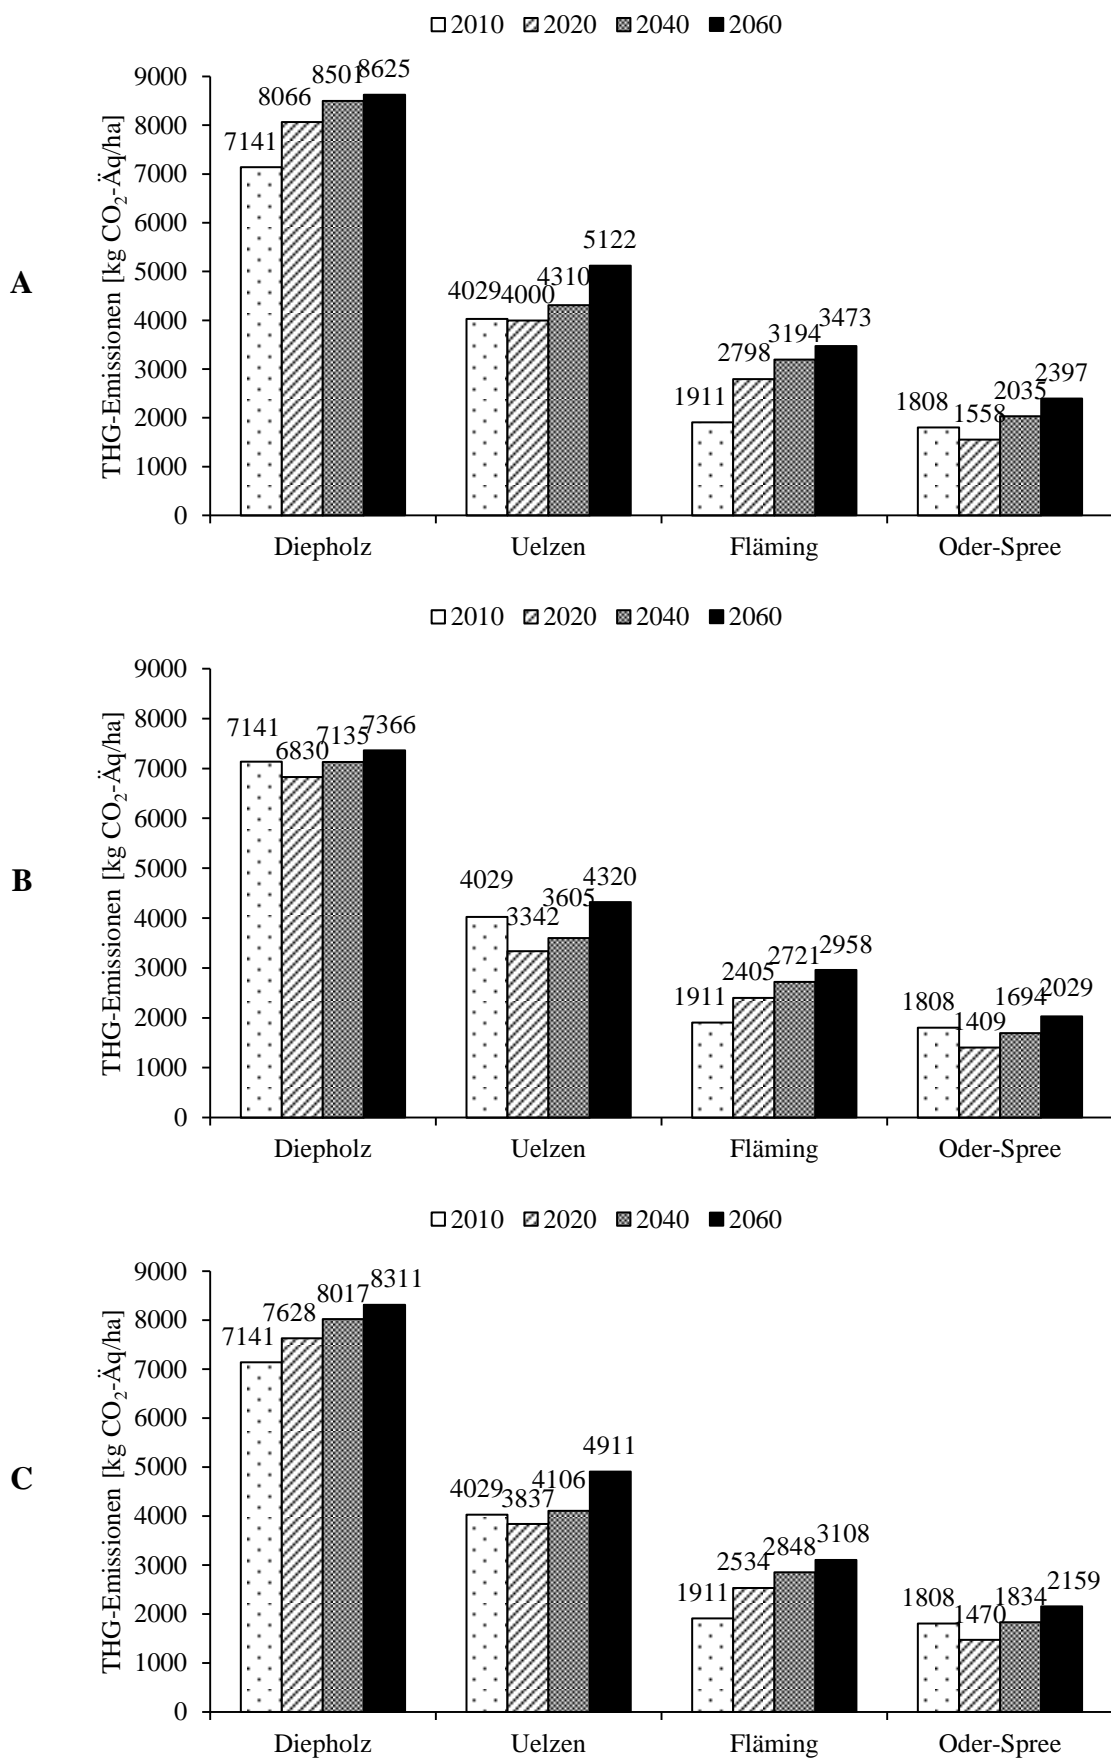 2010 2020 2040 2060
A
THG-Emissionen [kg CO₂-Äq/ha]
9000
8000
7000
6000
5000
4000
3000
2000
1000
0
7141 8066 8501 8625
4029 4000 4310 5122
1911 2798 3194 3473
1808 1558 2035 2397
Diepholz Uelzen Fläming Oder-Spree
2010 2020 2040 2060
B
THG-Emissionen [kg CO₂-Äq/ha]
9000
8000
7000
6000
5000
4000
3000
2000
1000
0
7141 6830 7135 7366
4029 3342 3605 4320
1911 2405 2721 2958
1808 1409 1694 2029
Diepholz Uelzen Fläming Oder-Spree
2010 2020 2040 2060
C
THG-Emissionen [kg CO₂-Äq/ha]
9000
8000
7000
6000
5000
4000
3000
2000
1000
0
7141 7628 8017 8311
4029 3837 4106 4911
1911 2534 2848 3108
1808 1470 1834 2159
Diepholz Uelzen Fläming Oder-Spree